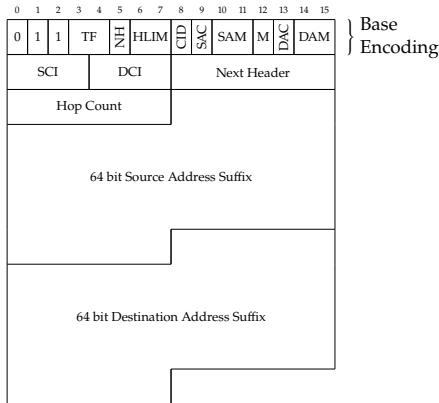 0 1 2 3 4 5 6 7 8 9 10 11 12 13 14 15
0 1 1 TF NH HLIM CID SAC SAM M DAC DAM
Base
Encoding
SCI DCI Next Header
Hop Count
64 bit Source Address Suffix
64 bit Destination Address Suffix